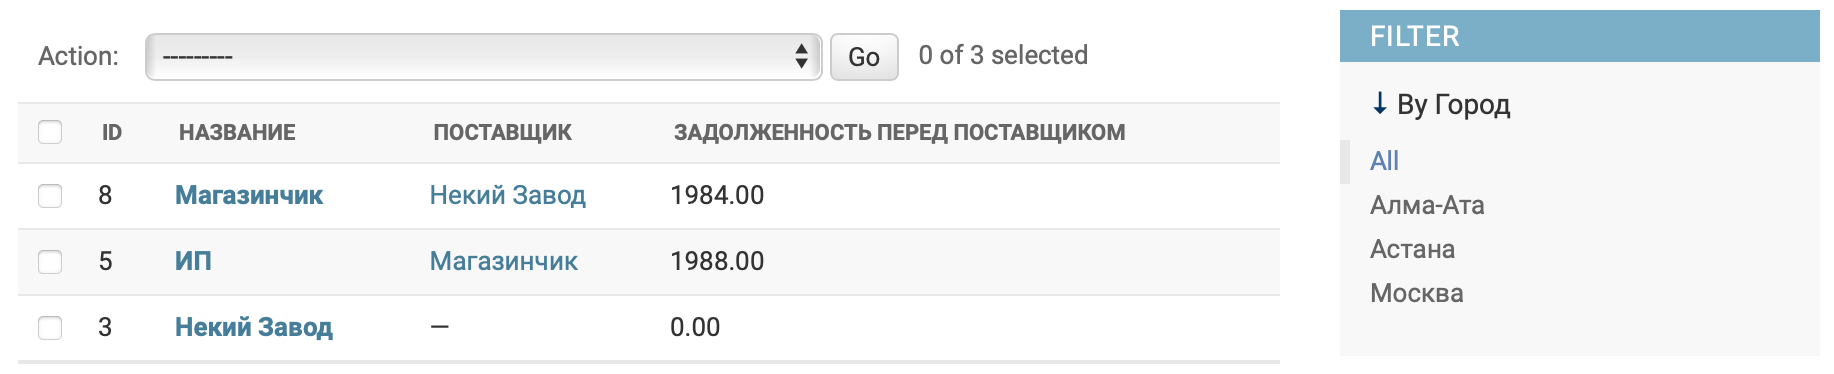 Action: --------- Go 0 of 3 selected
ID НАЗВАНИЕ ПОСТАВЩИК ЗАДОЛЖЕННОСТЬ ПЕРЕД ПОСТАВЩИКОМ
8 Магазинчик Некий Завод 1984.00
5 ИП Магазинчик 1988.00
3 Некий Завод — 0.00
FILTER
↓ By Город
All
Алма-Ата
Астана
Москва